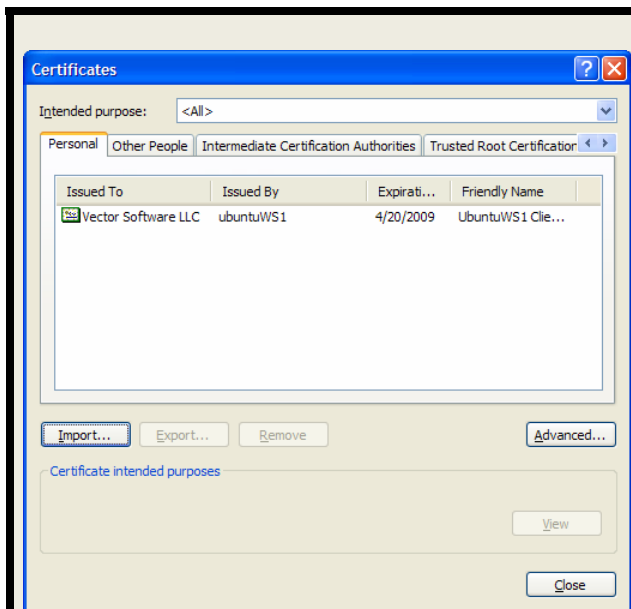 Certificates
Intended purpose: <All>
Personal Other People Intermediate Certification Authorities Trusted Root Certification
Issued To Issued By Expirati... Friendly Name
Vector Software LLC ubuntuWS1 4/20/2009 UbuntuWS1 Clie...
Import... Export... Remove Advanced...
Certificate intended purposes
View
Close